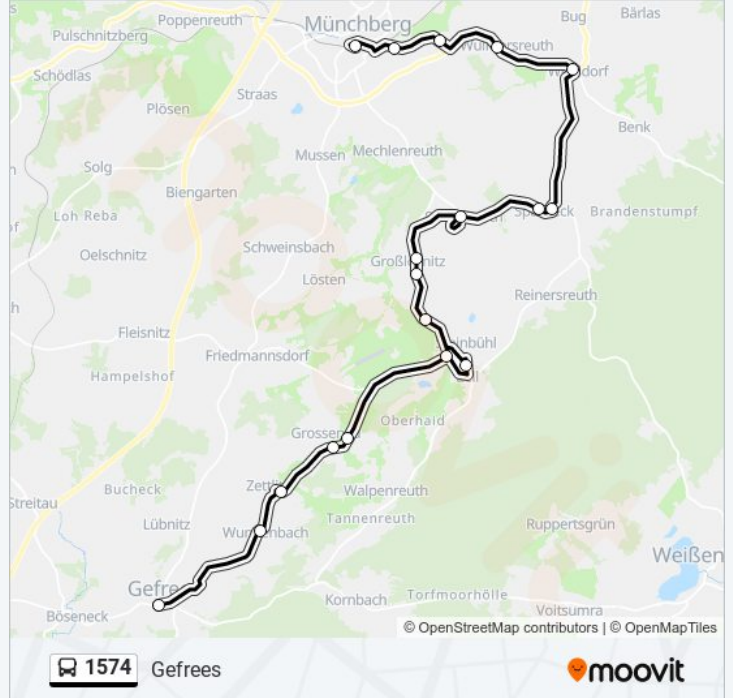 Münchberg
Bug
Bärlas
Poppenreuth
Pulschnitzberg
Schödlas
Straas
Plösen
Benk
Mussen
Mechlenreuth
Solg
Biengarten
Loh Reba
Brandenstumpf
Schweinsbach
Oelschnitz
Lösten
Reinersreuth
Fleisnitz
Friedmannsdorf
Hampelshof
Oberhaid
Bucheck
Walpenreuth
Streitau
Lübnitz
Tannenreuth
Ruppertsgrün
Weißen
Kornbach
Torfmoorhölle
Böseneck
Voitsumra
© OpenStreetMap contributors | © OpenMapTiles
1574 Gefrees
moovit